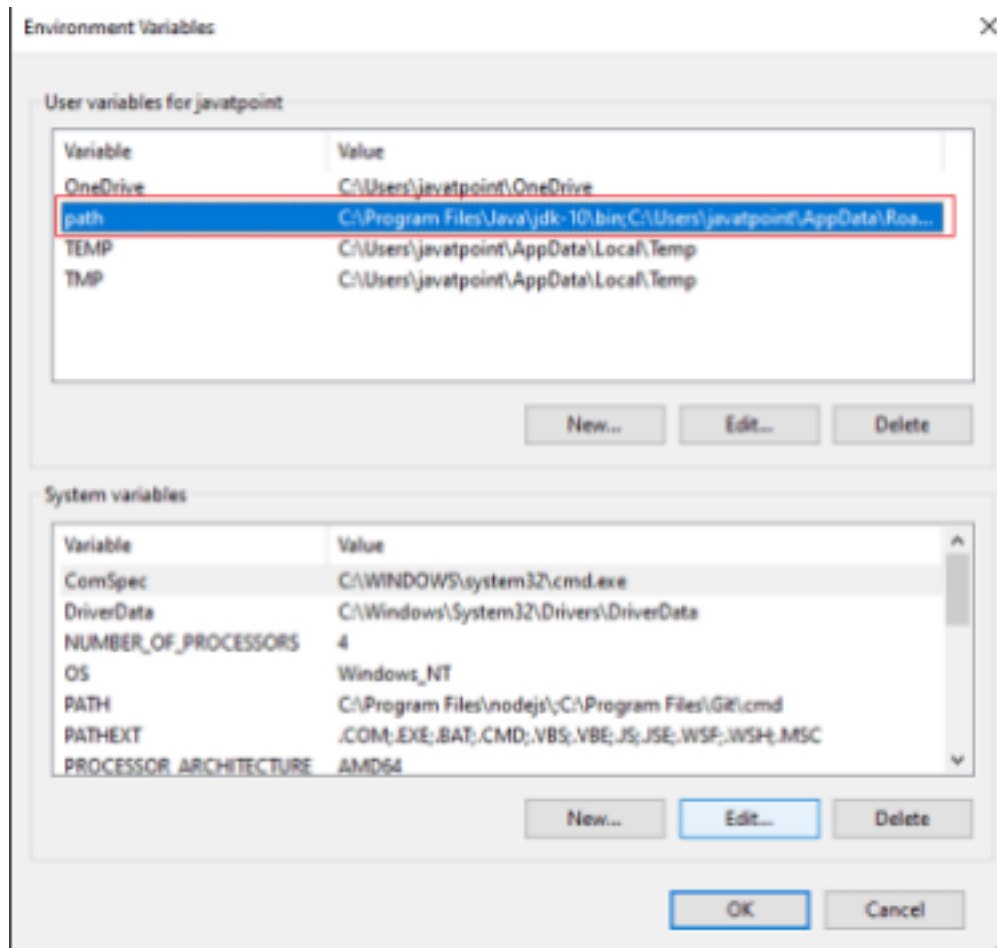 Environment Variables
User variables for javatpoint
Variable Value
OneDrive C:\Users\javatpoint\OneDrive
path C:\Program Files\Java\jdk-10\bin;C:\Users\javatpoint\AppData\Roa...
TEMP C:\Users\javatpoint\AppData\Local\Temp
TMP C:\Users\javatpoint\AppData\Local\Temp
New... Edit... Delete
System variables
Variable Value
ComSpec C:\WINDOWS\system32\cmd.exe
DriverData C:\Windows\System32\Drivers\DriverData
NUMBER_OF_PROCESSORS 4
OS Windows_NT
PATH C:\Program Files\nodejs\;C:\Program Files\Git\cmd
PATHEXT .COM;.EXE;.BAT;.CMD;.VBS;.VBE;.JS;.JSE;.WSF;.WSH;.MSC
PROCESSOR_ARCHITECTURE AMD64
New... Edit... Delete
OK Cancel